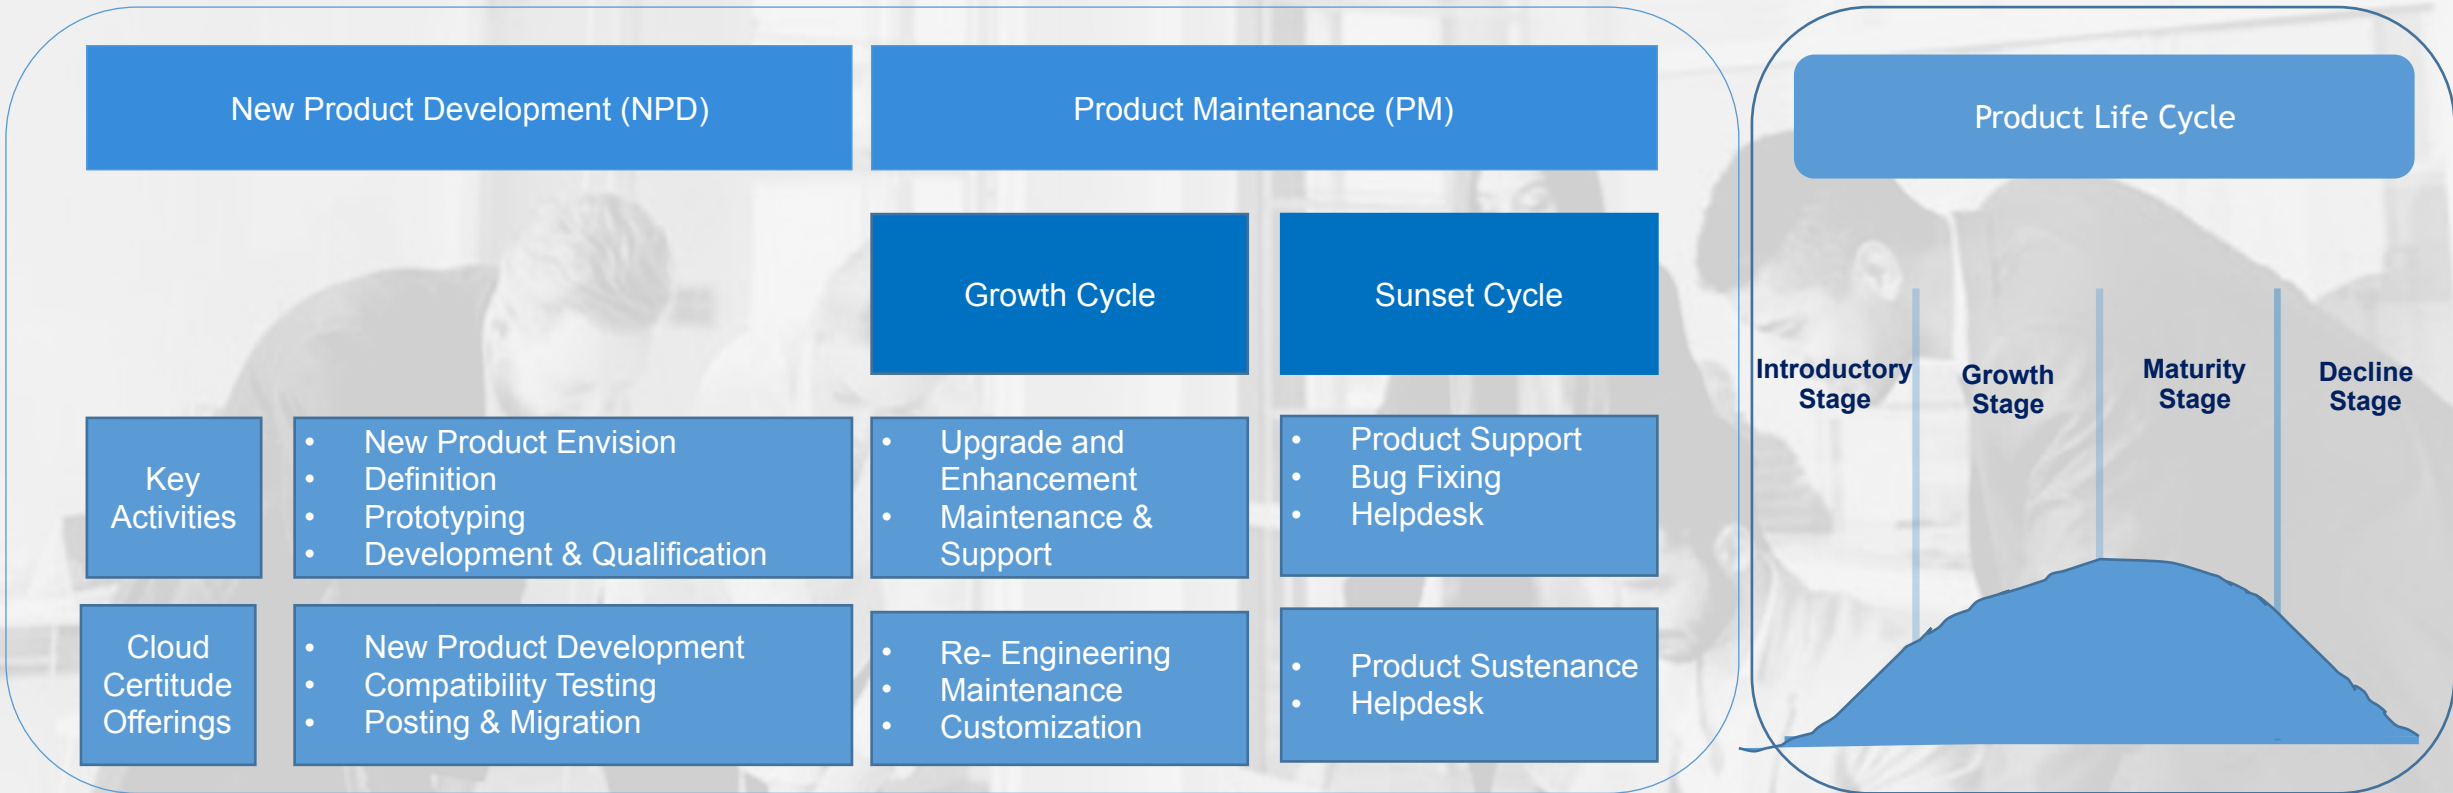 New Product Development (NPD)
Product Maintenance (PM)
Product Life Cycle
Growth Cycle
Sunset Cycle
Key
Activities
• New Product Envision
• Definition
• Prototyping
• Development & Qualification
• Upgrade and
Enhancement
• Maintenance &
Support
• Product Support
• Bug Fixing
• Helpdesk
Cloud
Certitude
Offerings
• New Product Development
• Compatibility Testing
• Posting & Migration
• Re- Engineering
• Maintenance
• Customization
• Product Sustenance
• Helpdesk
Introductory
Stage
Growth
Stage
Maturity
Stage
Decline
Stage